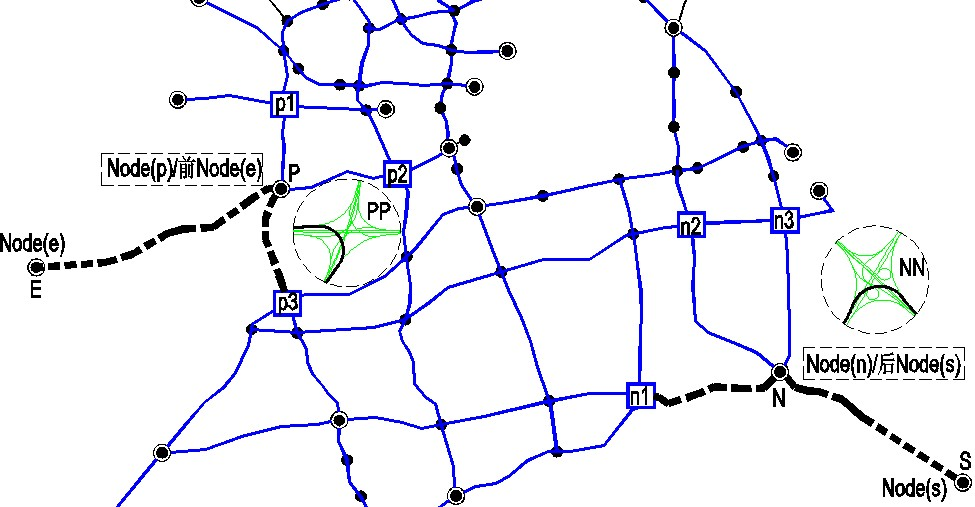 p1
Node(p)/前Node(e)
P
p2
PP
Node(e)
E
p3
n2
n3
NN
Node(n)/后Node(s)
n1
N
S
Node(s)